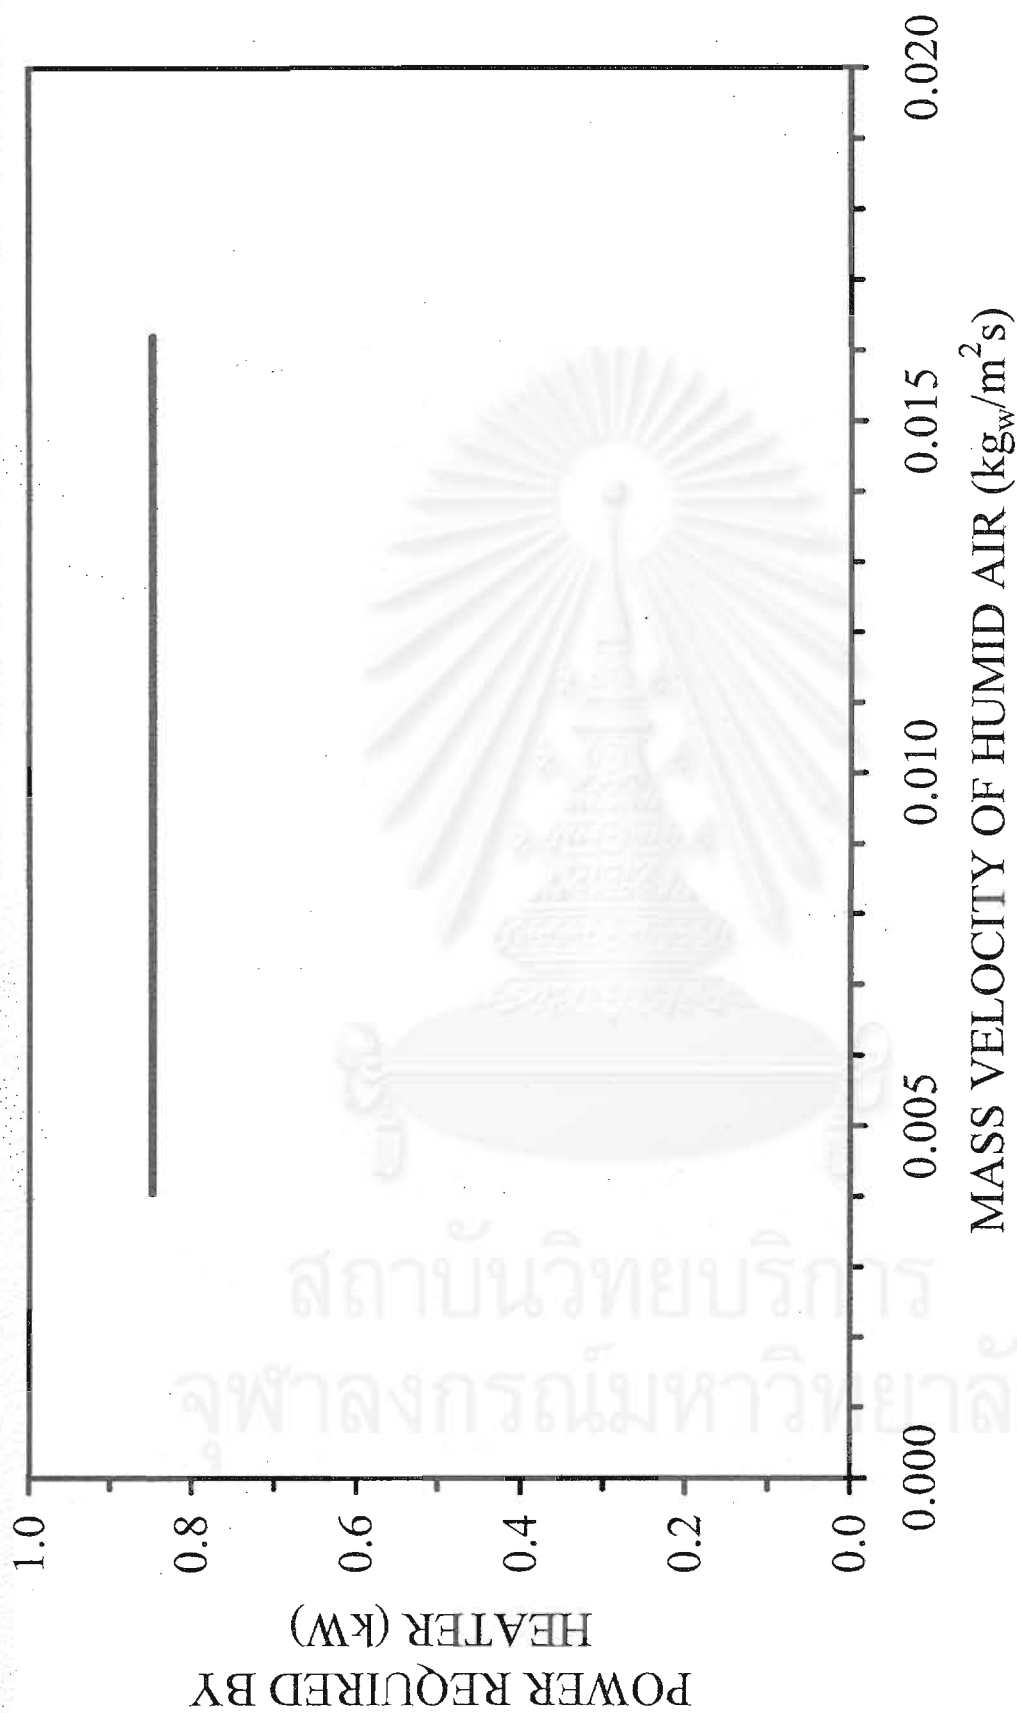 POWER REQUIRED BY
HEATER (kW)
1.0
0.8
0.6
0.4
0.2
0.0
0.000
0.005
0.010
0.015
0.020
MASS VELOCITY OF HUMID AIR (kg_w/m²s)
สถาบันวิทยบริการ
จุฬาลงกรณ์มหาวิทยาลั